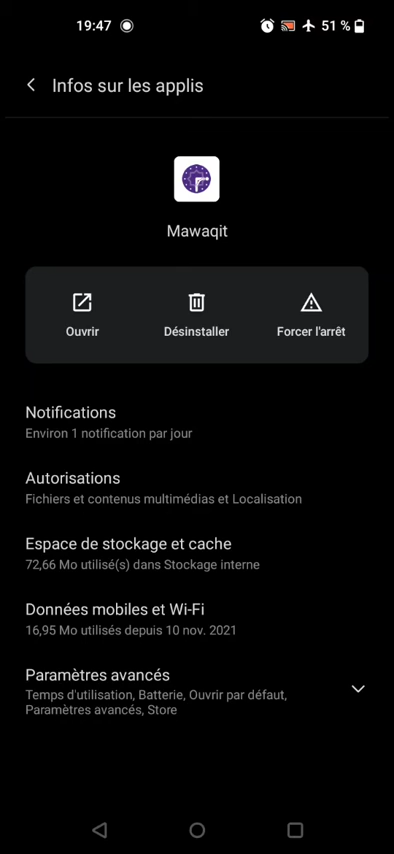 19:47
51 %
Infos sur les applis
Mawaqit
Ouvrir
Désinstaller
Forcer l'arrêt
Notifications
Environ 1 notification par jour
Autorisations
Fichiers et contenus multimédias et Localisation
Espace de stockage et cache
72,66 Mo utilisé(s) dans Stockage interne
Données mobiles et Wi-Fi
16,95 Mo utilisés depuis 10 nov. 2021
Paramètres avancés
Temps d'utilisation, Batterie, Ouvrir par défaut,
Paramètres avancés, Store